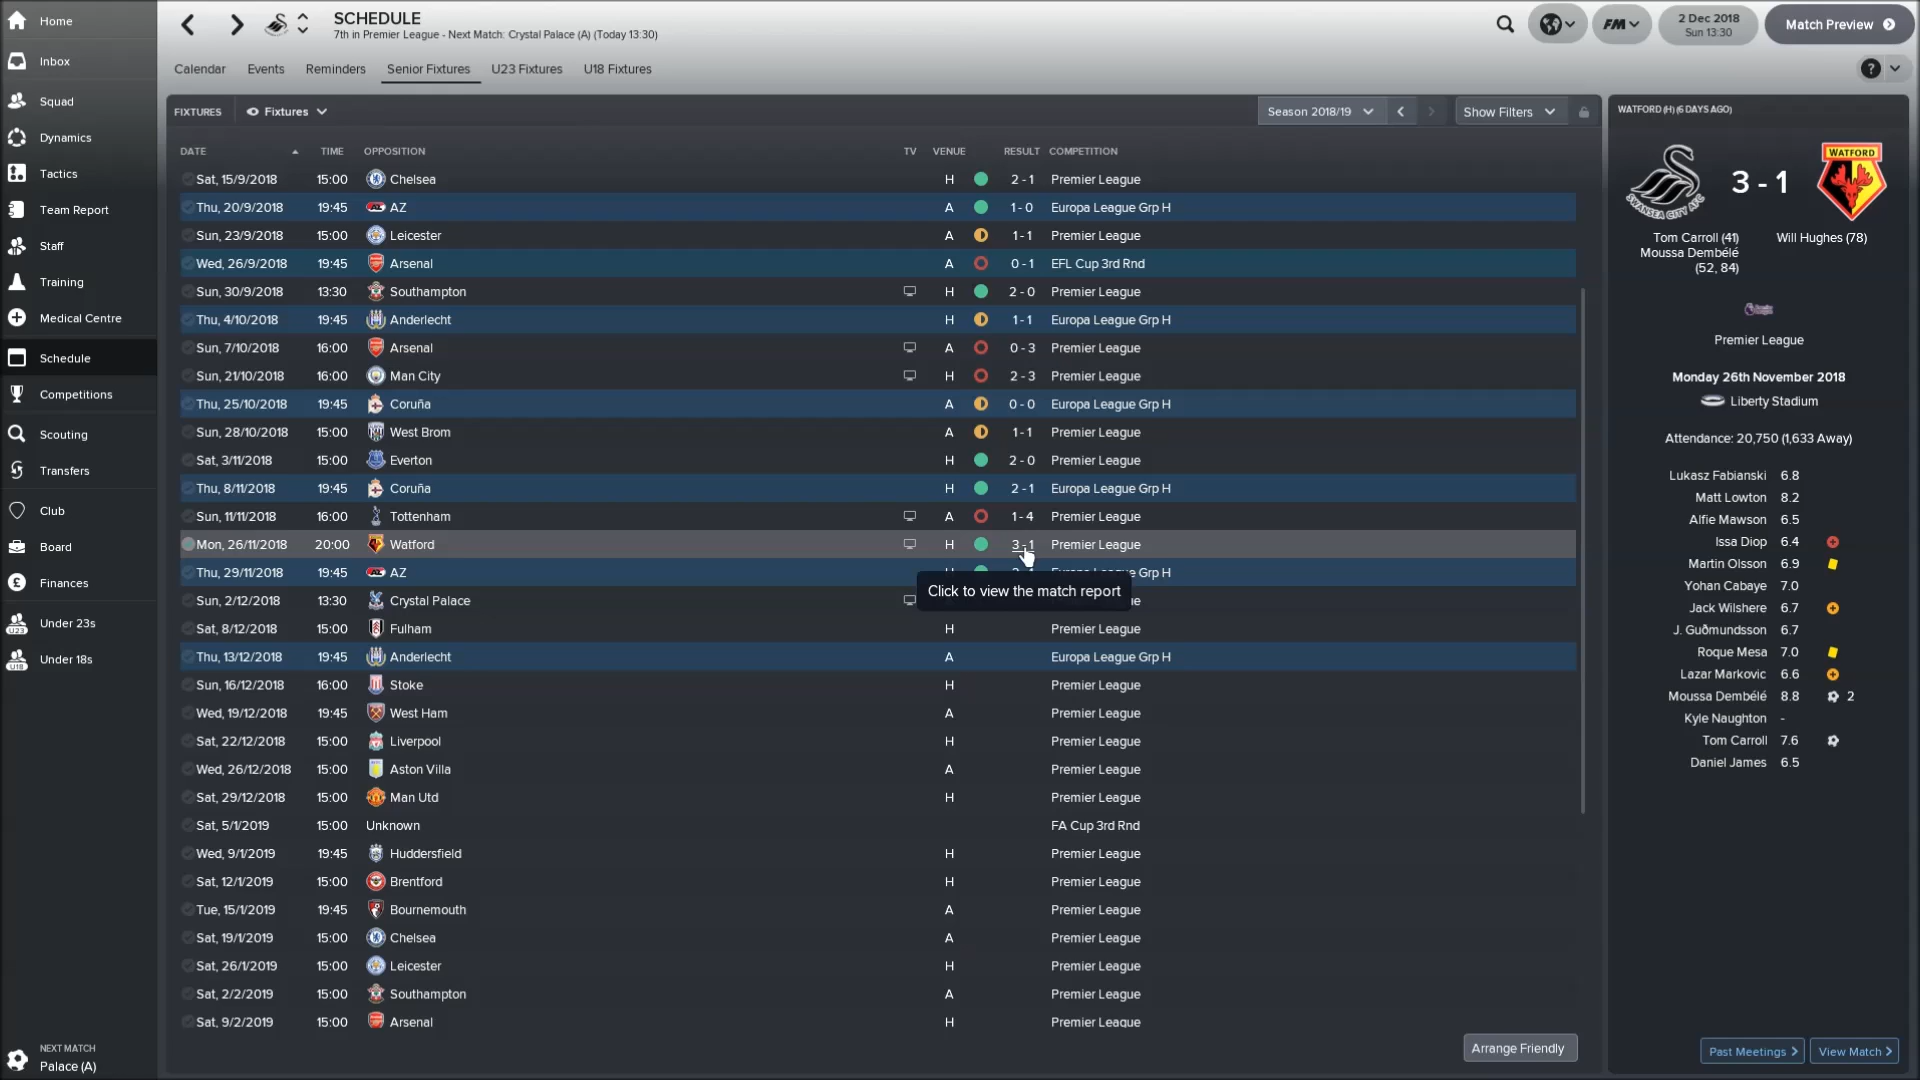 Home
Inbox
Squad
Dynamics
Tactics
Team Report
Staff
Training
Medical Centre
Schedule
Competitions
Scouting
Transfers
Club
Board
Finances
U23 Under 23s
U18 Under 18s
NEXT MATCH
Palace (A)
SCHEDULE
7th in Premier League - Next Match: Crystal Palace (A) (Today 13:30)
FM
2 Dec 2018
Sun 13:30
Match Preview
Calendar Events Reminders Senior Fixtures U23 Fixtures U18 Fixtures
?
FIXTURES Fixtures Season 2018/19 Show Filters
DATE TIME OPPOSITION TV VENUE RESULT COMPETITION
Sat, 15/9/2018 15:00 Chelsea H 2 - 1 Premier League
Thu, 20/9/2018 19:45 AZ A 1 - 0 Europa League Grp H
Sun, 23/9/2018 15:00 Leicester A 1 - 1 Premier League
Wed, 26/9/2018 19:45 Arsenal A 0 - 1 EFL Cup 3rd Rnd
Sun, 30/9/2018 13:30 Southampton H 2 - 0 Premier League
Thu, 4/10/2018 19:45 Anderlecht H 1 - 1 Europa League Grp H
Sun, 7/10/2018 16:00 Arsenal A 0 - 3 Premier League
Sun, 21/10/2018 16:00 Man City H 2 - 3 Premier League
Thu, 25/10/2018 19:45 Coruña A 0 - 0 Europa League Grp H
Sun, 28/10/2018 15:00 West Brom A 1 - 1 Premier League
Sat, 3/11/2018 15:00 Everton H 2 - 0 Premier League
Thu, 8/11/2018 19:45 Coruña H 2 - 1 Europa League Grp H
Sun, 11/11/2018 16:00 Tottenham A 1 - 4 Premier League
Mon, 26/11/2018 20:00 Watford H 3 - 1 Premier League
Thu, 29/11/2018 19:45 AZ Grp H
Click to view the match report
Sun, 2/12/2018 13:30 Crystal Palace
Sat, 8/12/2018 15:00 Fulham H Premier League
Thu, 13/12/2018 19:45 Anderlecht A Europa League Grp H
Sun, 16/12/2018 16:00 Stoke H Premier League
Wed, 19/12/2018 19:45 West Ham A Premier League
Sat, 22/12/2018 15:00 Liverpool H Premier League
Wed, 26/12/2018 15:00 Aston Villa A Premier League
Sat, 29/12/2018 15:00 Man Utd H Premier League
Sat, 5/1/2019 15:00 Unknown FA Cup 3rd Rnd
Wed, 9/1/2019 19:45 Huddersfield H Premier League
Sat, 12/1/2019 15:00 Brentford H Premier League
Tue, 15/1/2019 19:45 Bournemouth A Premier League
Sat, 19/1/2019 15:00 Chelsea A Premier League
Sat, 26/1/2019 15:00 Leicester H Premier League
Sat, 2/2/2019 15:00 Southampton A Premier League
Sat, 9/2/2019 15:00 Arsenal H Premier League
Arrange Friendly
WATFORD (H) (6 DAYS AGO)
SWANSEA CITY AFC
3 - 1
WATFORD
Tom Carroll (41) Will Hughes (78)
Moussa Dembélé
(52, 84)
Premier League
Monday 26th November 2018
Liberty Stadium
Attendance: 20,750 (1,633 Away)
Lukasz Fabianski 6.8
Matt Lowton 8.2
Alfie Mawson 6.5
Issa Diop 6.4
Martin Olsson 6.9
Yohan Cabaye 7.0
Jack Wilshere 6.7
J. Guðmundsson 6.7
Roque Mesa 7.0
Lazar Markovic 6.6
Moussa Dembélé 8.8 2
Kyle Naughton -
Tom Carroll 7.6
Daniel James 6.5
Past Meetings View Match